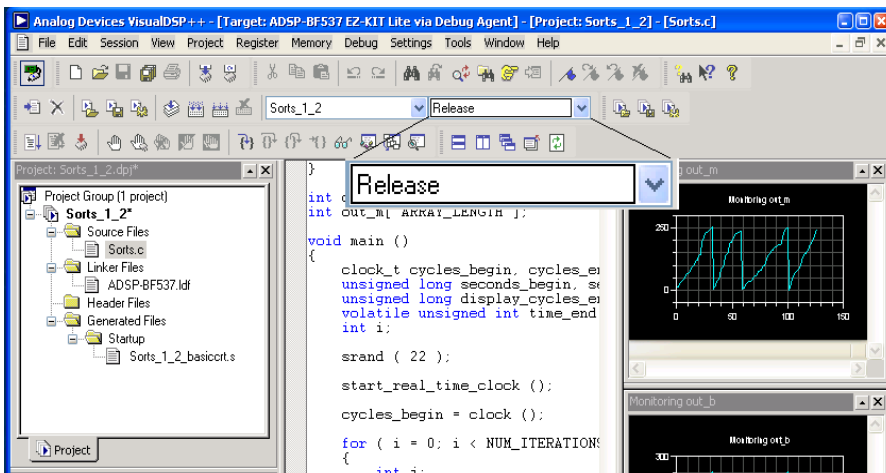 Analog Devices VisualDSP++ - [Target: ADSP-BF537 EZ-KIT Lite via Debug Agent] - [Project: Sorts_1_2] - [Sorts.c]
File Edit Session View Project Register Memory Debug Settings Tools Window Help
Sorts_1_2
Release
Release
Project: Sorts_1_2.dpj*
Project Group (1 project)
Sorts_1_2*
Source Files
Sorts.c
Linker Files
ADSP-BF537.ldf
Header Files
Generated Files
Startup
Sorts_1_2_basiccrt.s
Project
}
int
int out_m[ ARRAY_LENGTH ];
void main ()
{
clock_t cycles_begin,
unsigned long seconds_begin,
unsigned long
volatile unsigned int time_end
int i;
srand ( 22 );
start_real_time_clock ();
cycles_begin = clock ();
for ( i = 0; i < NUM_ITERATIONS
{
out_m
Monitoring out_m
250
0
0 50 100 150
Monitoring out_b
Monitoring out_b
300